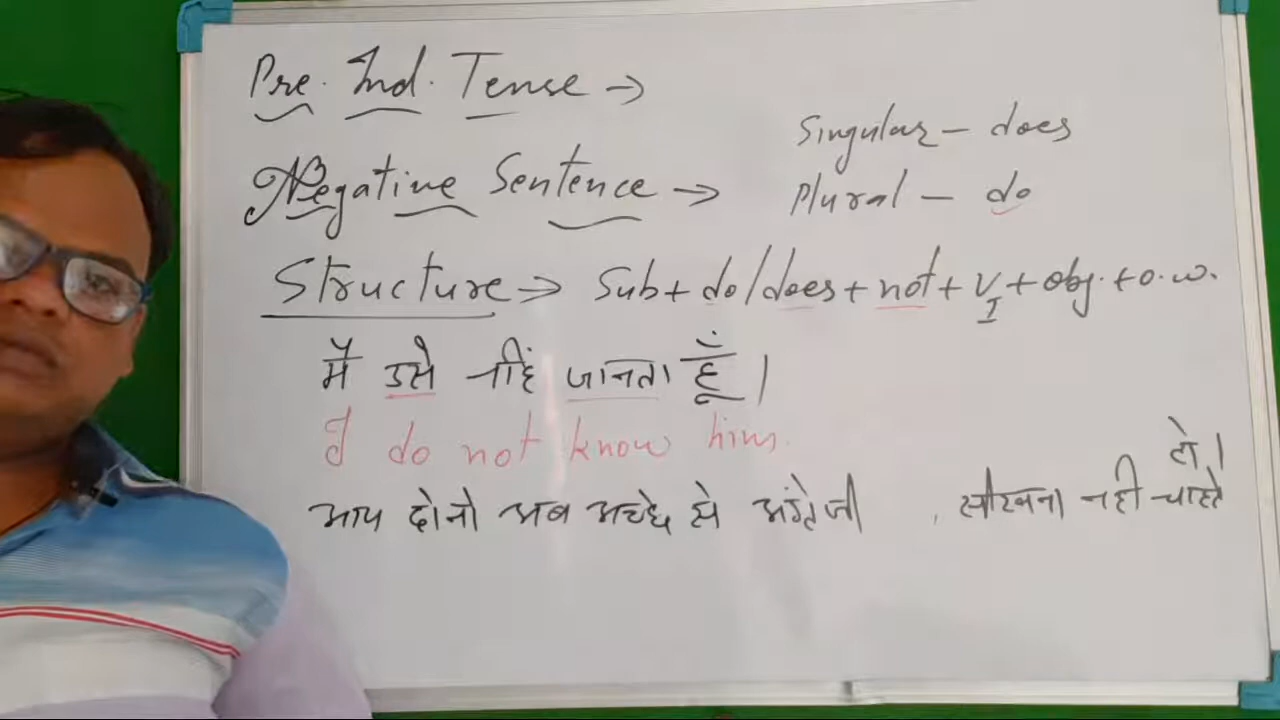 Pre. Ind. Tense →
Singular – does
Negative Sentence →
Plural – do
Structure → Sub + do/does + not + V I + obj. + o.w.
मैं उसे नहिं जानता हूँ।
I do not know him.
आप दोनो अब अच्छे से अंग्रेजी सीखना नही चाहते
हो।